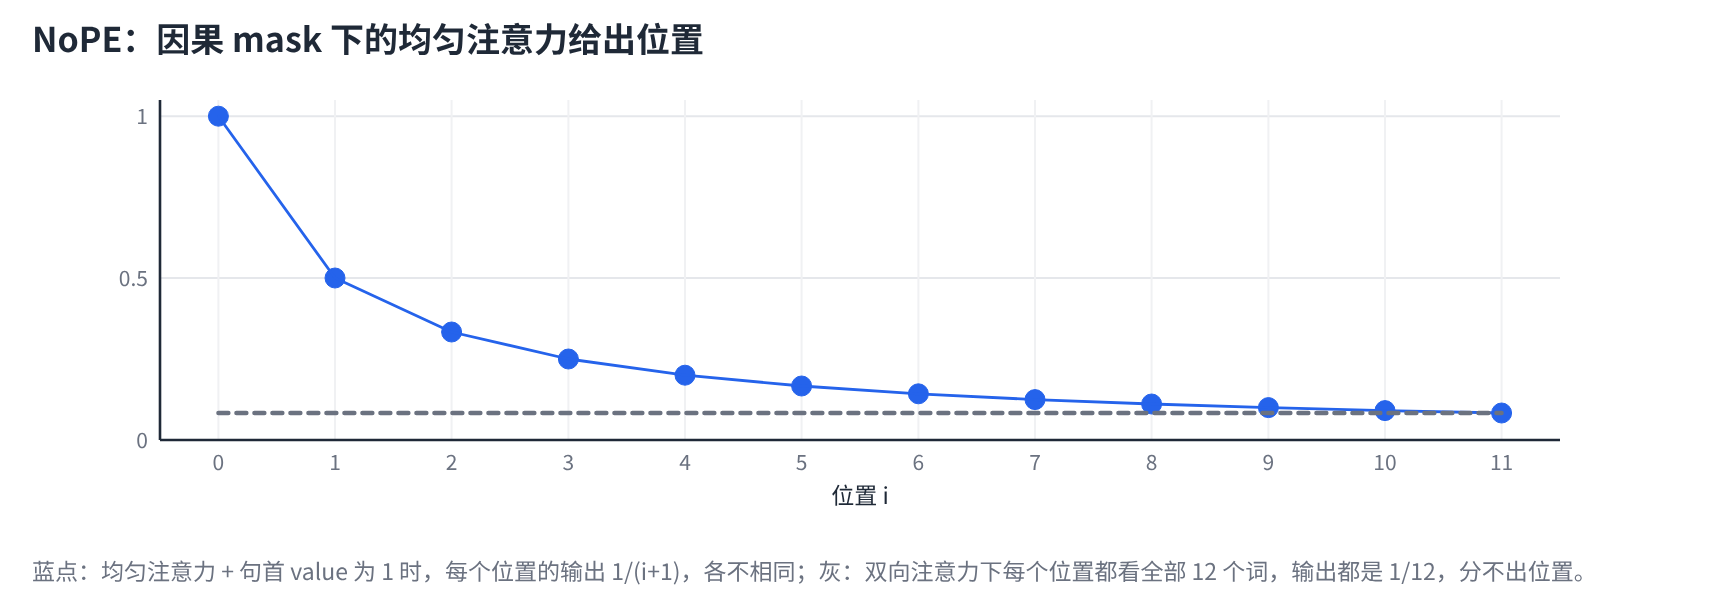 NoPE：因果 mask 下的均匀注意力给出位置
1
0.5
0
0 1 2 3 4 5 6 7 8 9 10 11
位置 i
蓝点：均匀注意力 + 句首 value 为 1 时，每个位置的输出 1/(i+1)，各不相同；灰：双向注意力下每个位置都看全部 12 个词，输出都是 1/12，分不出位置。